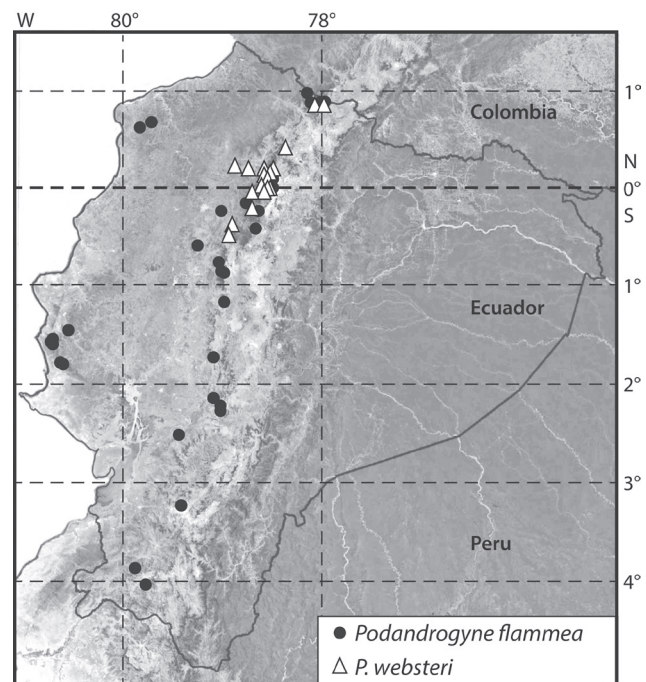 W 80° 78°
1°
Colombia
N
0°
S
1°
Ecuador
2°
3°
Peru
4°
Podandrogyne flammea
P. websteri